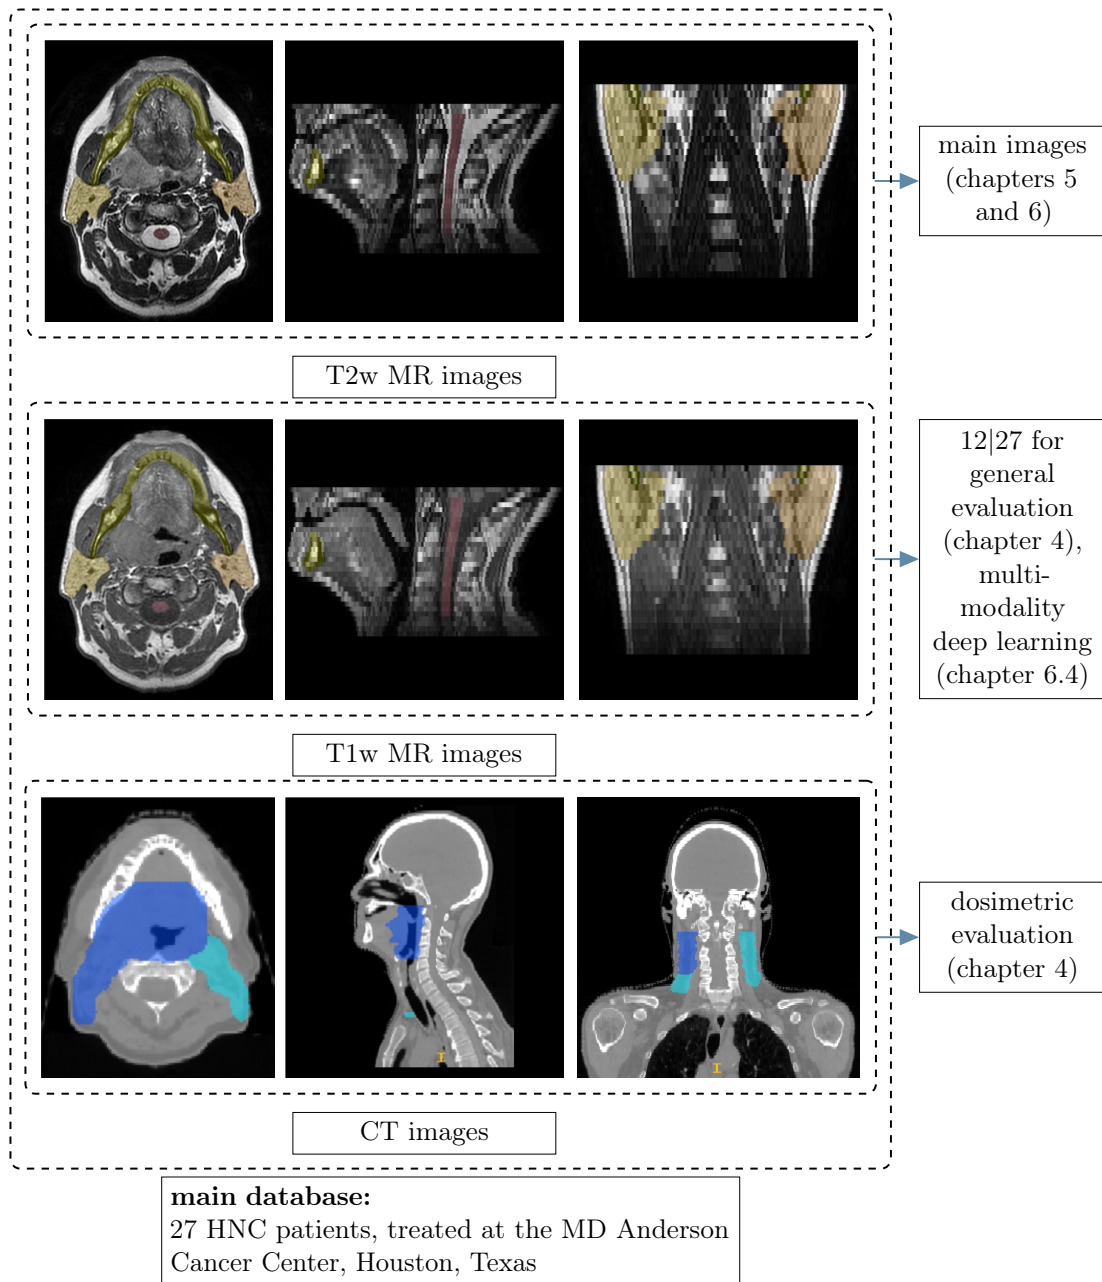 main images
(chapters 5
and 6)
T2w MR images
12|27 for
general
evaluation
(chapter 4),
multi-
modality
deep learning
(chapter 6.4)
T1w MR images
dosimetric
evaluation
(chapter 4)
CT images
main database:
27 HNC patients, treated at the MD Anderson
Cancer Center, Houston, Texas